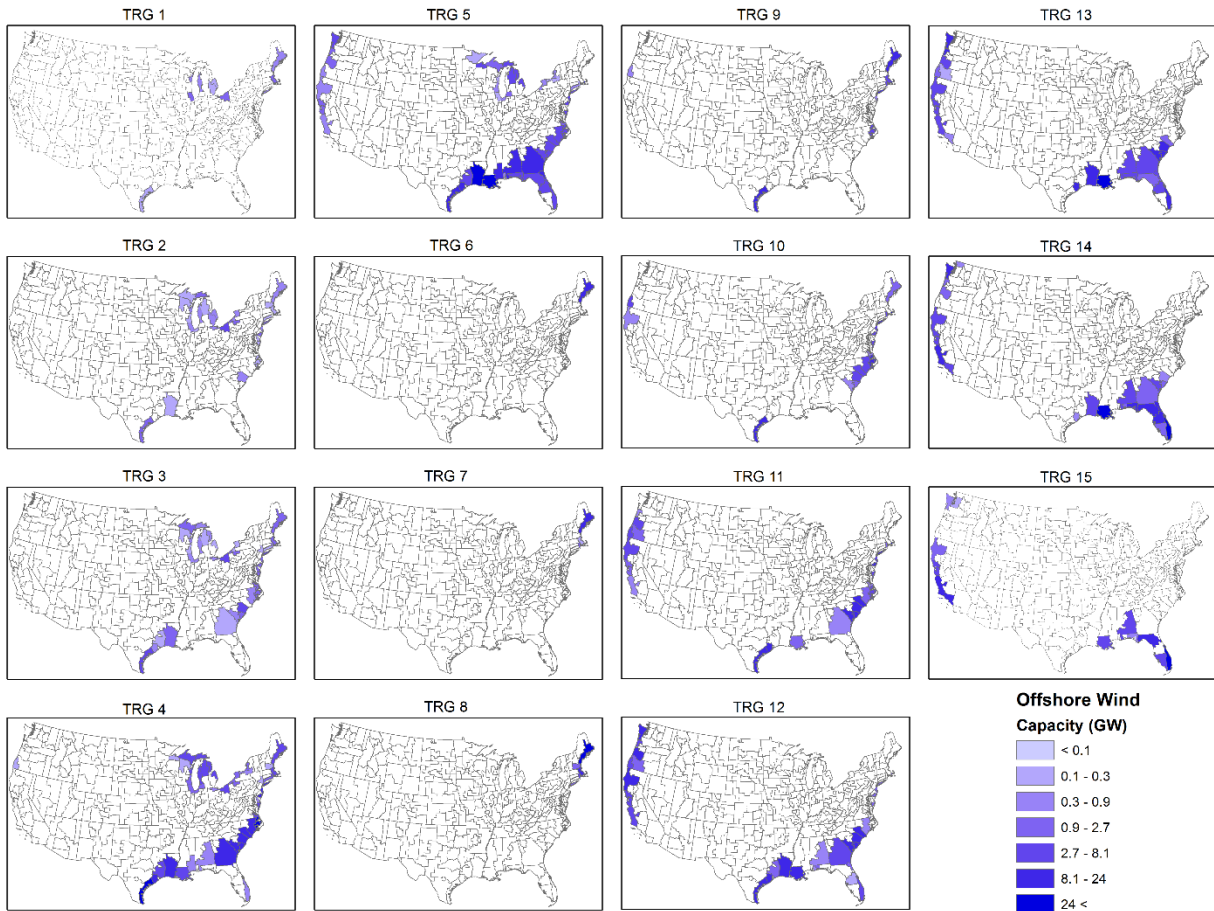 TRG 1
TRG 5
TRG 9
TRG 13
TRG 2
TRG 6
TRG 10
TRG 14
TRG 3
TRG 7
TRG 11
TRG 15
TRG 4
TRG 8
TRG 12
Offshore Wind
Capacity (GW)
< 0.1
0.1 - 0.3
0.3 - 0.9
0.9 - 2.7
2.7 - 8.1
8.1 - 24
24 <